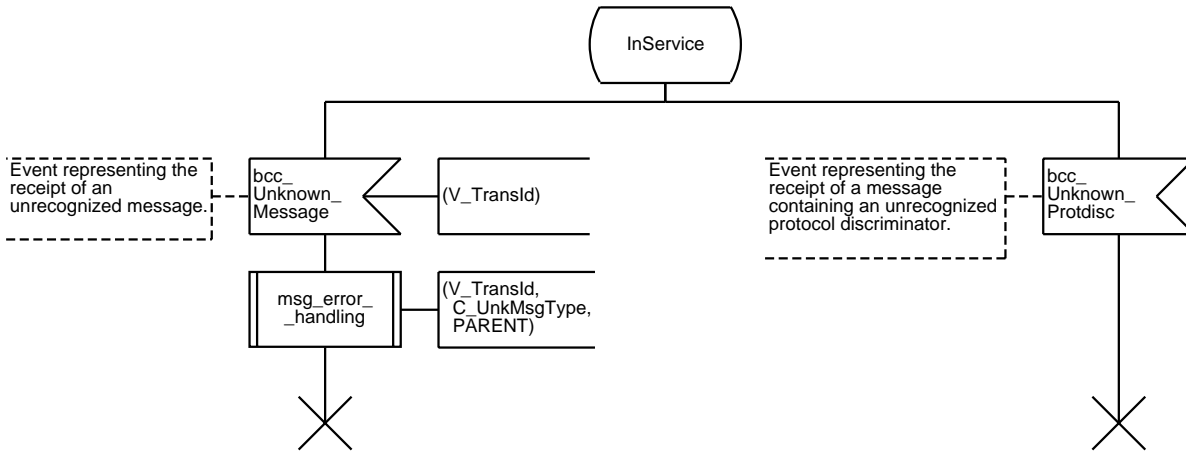 InService
Event representing the
receipt of an
unrecognized message.
bcc_
Unknown_
Message
(V_TransId)
Event representing the
receipt of a message
containing an unrecognized
protocol discriminator.
bcc_
Unknown_
Protdisc
msg_error_
_handling
(V_TransId,
C_UnkMsgType,
PARENT)